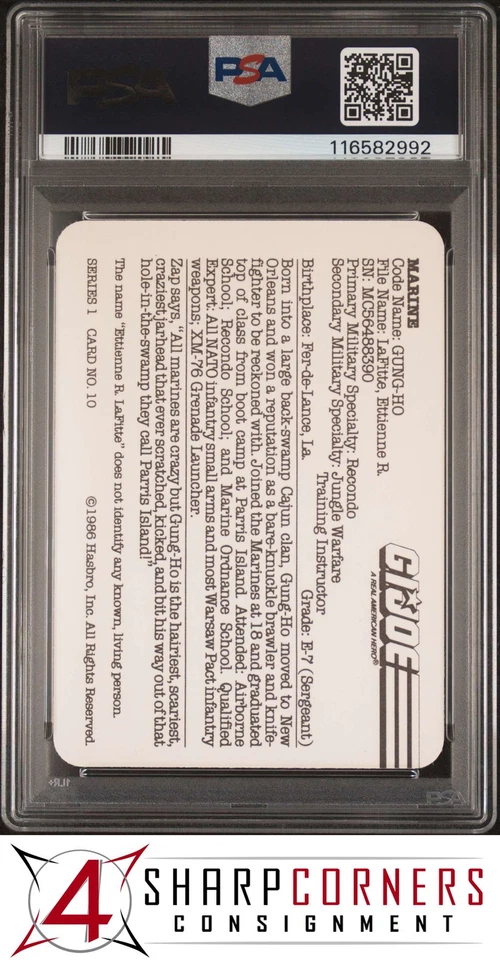 PSA
116582992
MARINE
Code Name: GUNG-HO
File Name: LaFitte, Ettienne R.
SN: MC56488390
Primary Military Specialty: Recondo
Secondary Military Specialty: Jungle Warfare
Training Instructor
Birthplace: Fer-de-Lance, La. Grade: E-7 (Sergeant)
G.I. JOE
A REAL AMERICAN HERO®
Born into a large back-swamp Cajun clan, Gung-Ho moved to New
Orleans and won a reputation as a bare-knuckle brawler and knife-
fighter to be reckoned with. Joined the Marines at 18 and graduated
top of class from boot camp at Parris Island. Attended: Airborne
School; Recondo School; and Marine Ordnance School. Qualified
Expert: All NATO infantry small arms and most Warsaw Pact infantry
weapons; XM-76 Grenade Launcher.
Zap says, "All marines are crazy but Gung-Ho is the hairiest, scariest,
craziest jarhead that ever scratched, kicked, and bit his way out of that
hole-in-the-swamp they call Parris Island!"
The name "Ettienne R. LaFitte" does not identify any known, living person.
SERIES 1 CARD NO. 10 ©1986 Hasbro, Inc. All Rights Reserved.
PSA
4 SHARPCORNERS
CONSIGNMENT